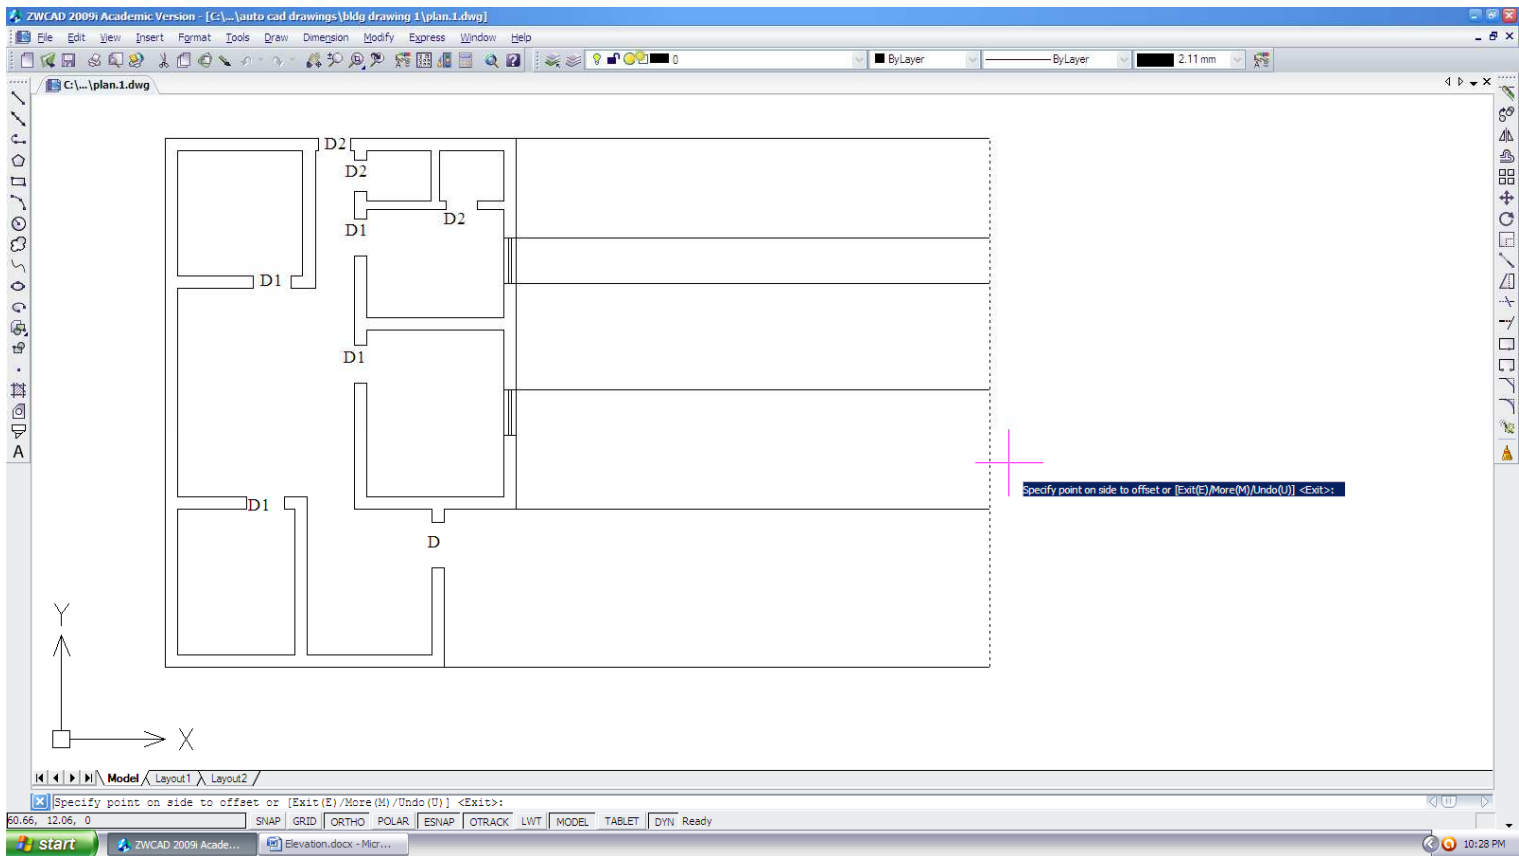 ZWCAD 2009i Academic Version - [C:\...\auto cad drawings\bldg drawing 1\plan.1.dwg]
File Edit View Insert Format Tools Draw Dimension Modify Express Window Help
0 ByLayer ByLayer 2.11 mm
C:\...\plan.1.dwg
D2
D2
D2
D1
D1
D1
D1
D
Specify point on side to offset or [Exit(E)/More(M)/Undo(U)] <Exit>:
Y
X
A
Model Layout1 Layout2
Specify point on side to offset or [Exit(E)/More(M)/Undo(U)] <Exit>:
60.66, 12.06, 0 SNAP GRID ORTHO POLAR ESNAP OTRACK LWT MODEL TABLET DYN Ready
start ZWCAD 2009i Acade... Elevation.docx - Micr... 10:28 PM